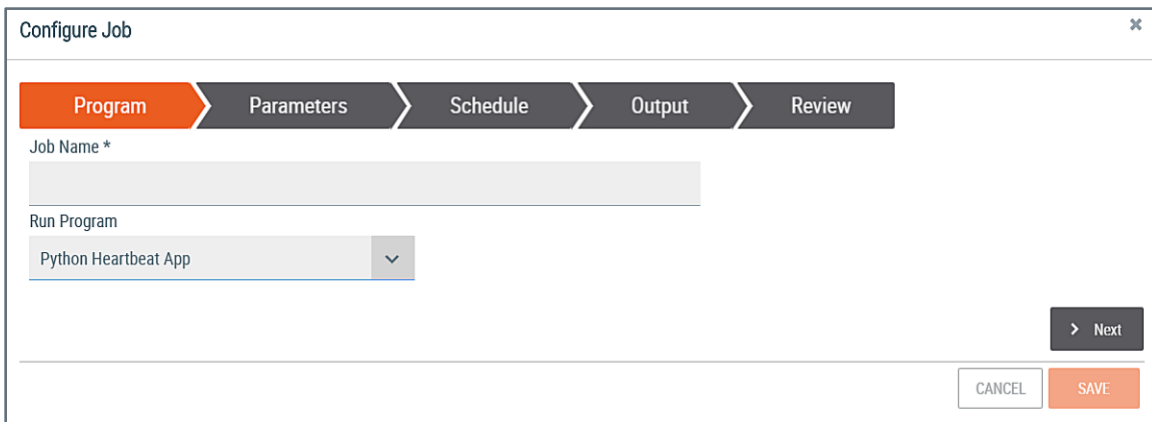 Configure Job
Program Parameters Schedule Output Review
Job Name *
Run Program
Python Heartbeat App
Next
CANCEL SAVE